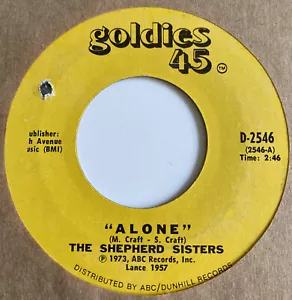 goldies
45 TM
ublisher:
h Avenue
usic (BMI)
D-2546
(2546-A)
Time: 2:46
"ALONE"
(M. Craft - S. Craft)
THE SHEPHERD SISTERS
℗ 1973, ABC Records, Inc.
Lance 1957
DISTRIBUTED BY ABC/DUNHILL RECORDS